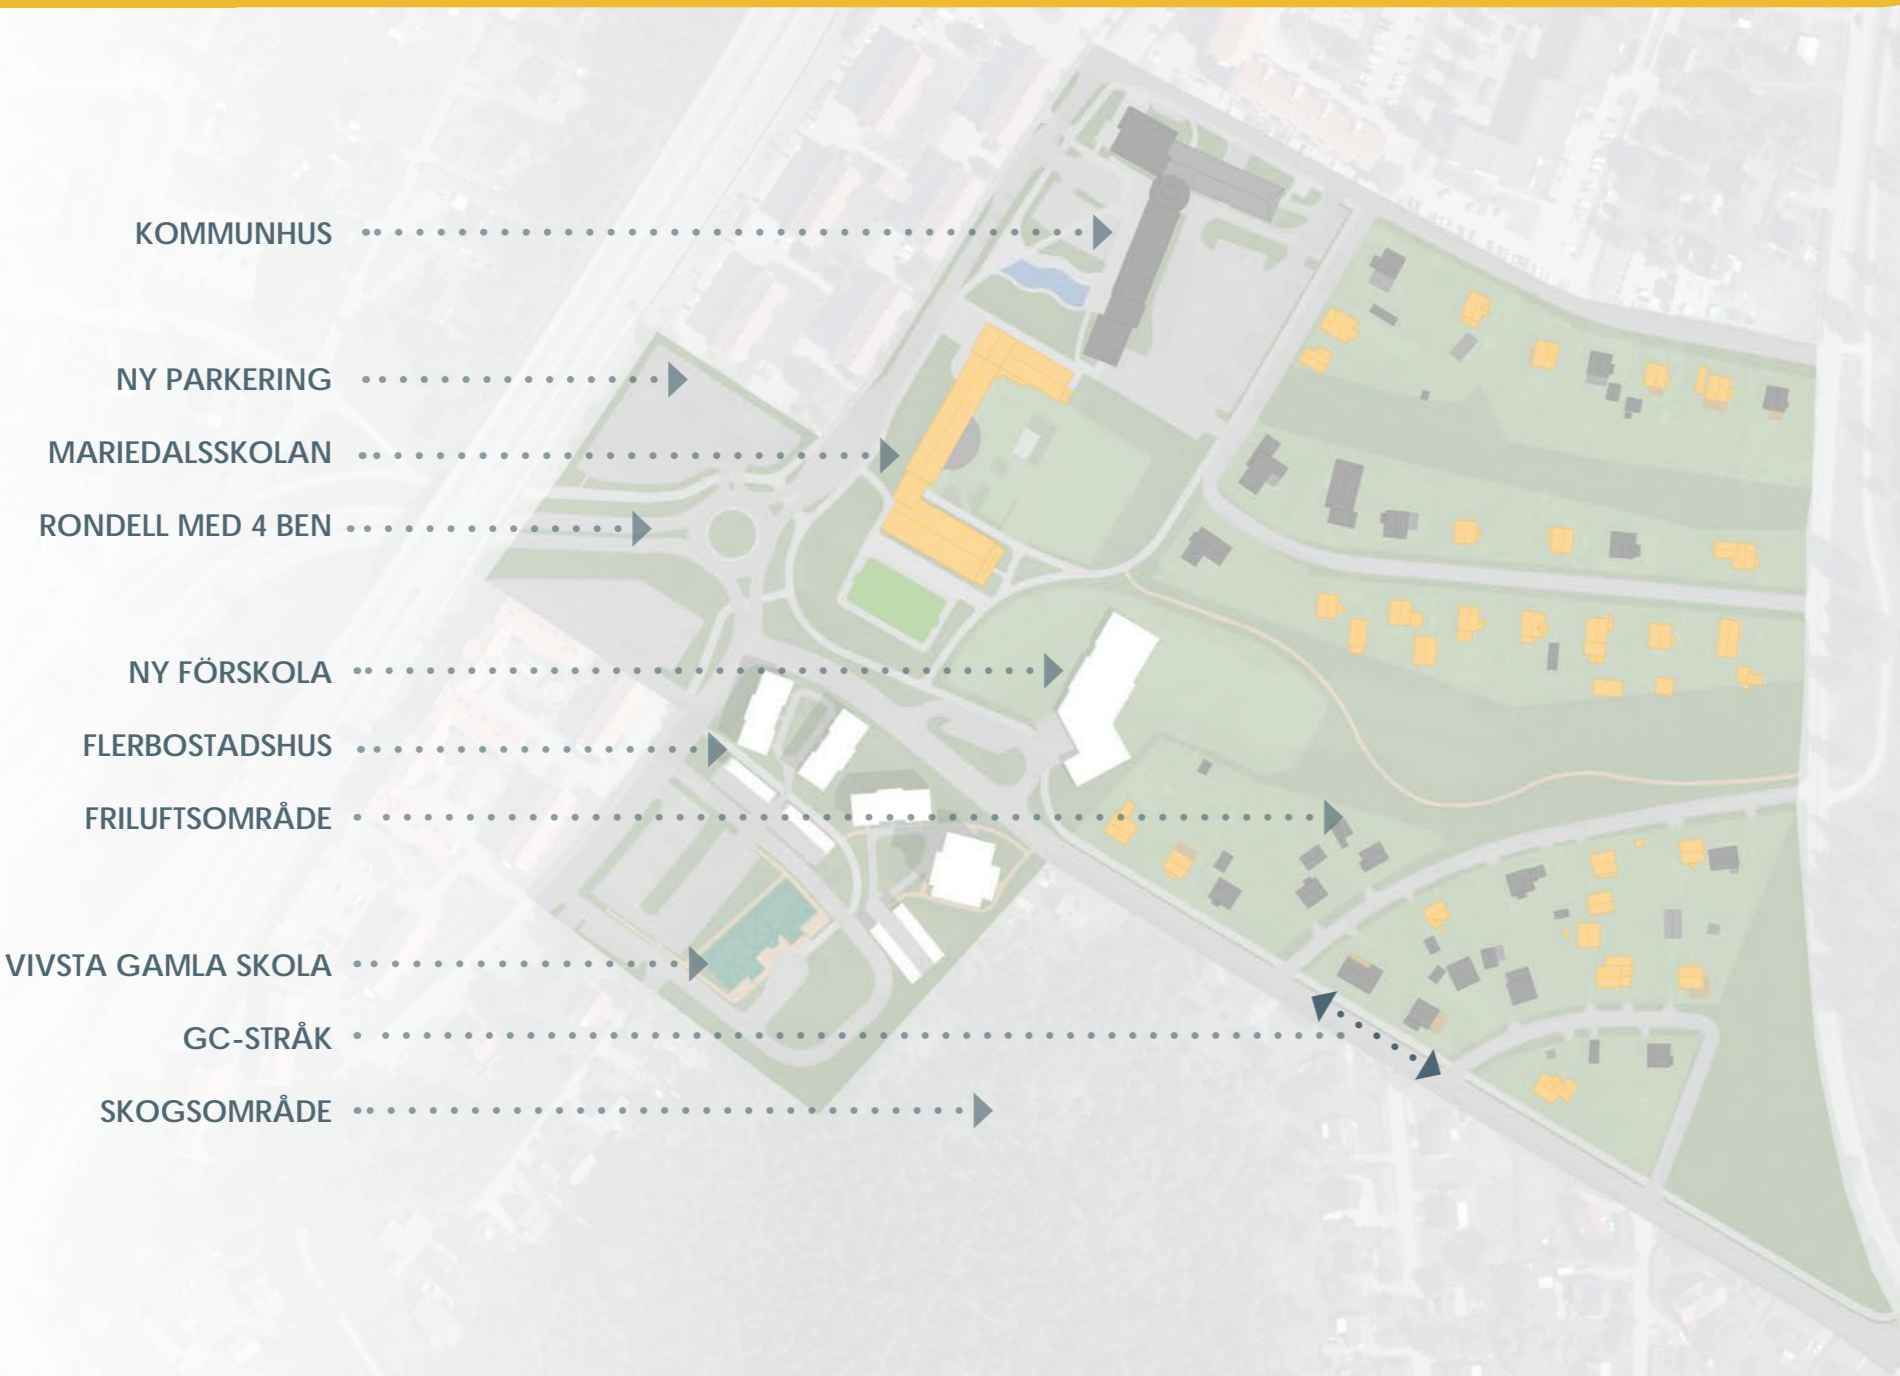 KOMMUNHUS
NY PARKERING
MARIEDALSSKOLAN
RONDELL MED 4 BEN
NY FÖRSKOLA
FLERBOSTADSHUS
FRILUFTSOMRÅDE
VIVSTA GAMLA SKOLA
GC-STRÅK
SKOGSOMRÅDE